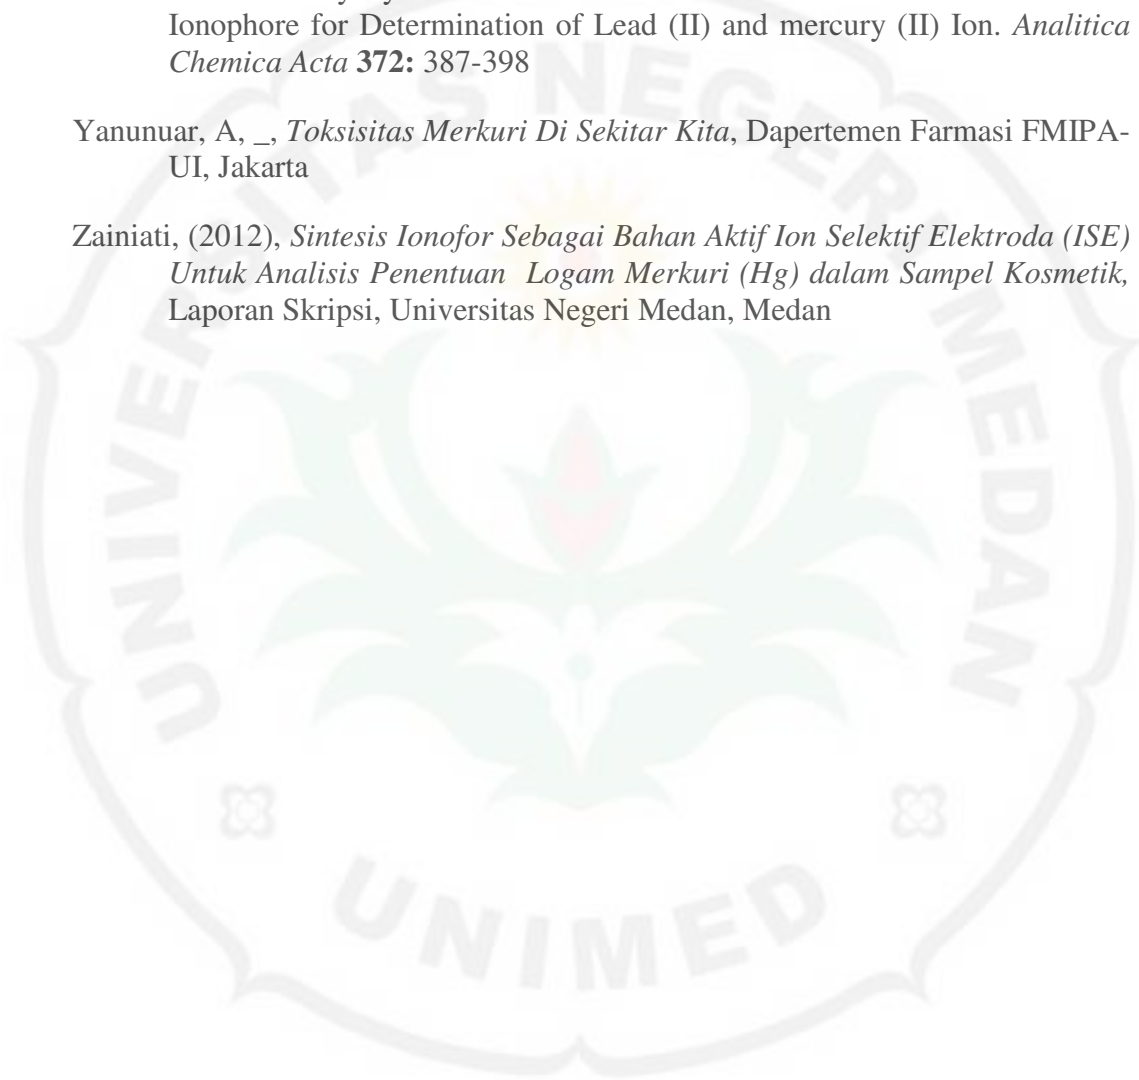 Ionophore for Determination of Lead (II) and mercury (II) Ion. Analitica
Chemica Acta 372: 387-398
Yanunuar, A, _, Toksisitas Merkuri Di Sekitar Kita, Dapertemen Farmasi FMIPA-
UI, Jakarta
Zainiati, (2012), Sintesis Ionofor Sebagai Bahan Aktif Ion Selektif Elektroda (ISE)
Untuk Analisis Penentuan Logam Merkuri (Hg) dalam Sampel Kosmetik,
Laporan Skripsi, Universitas Negeri Medan, Medan
UNIVERSITAS NEGERI MEDAN
UNIMED